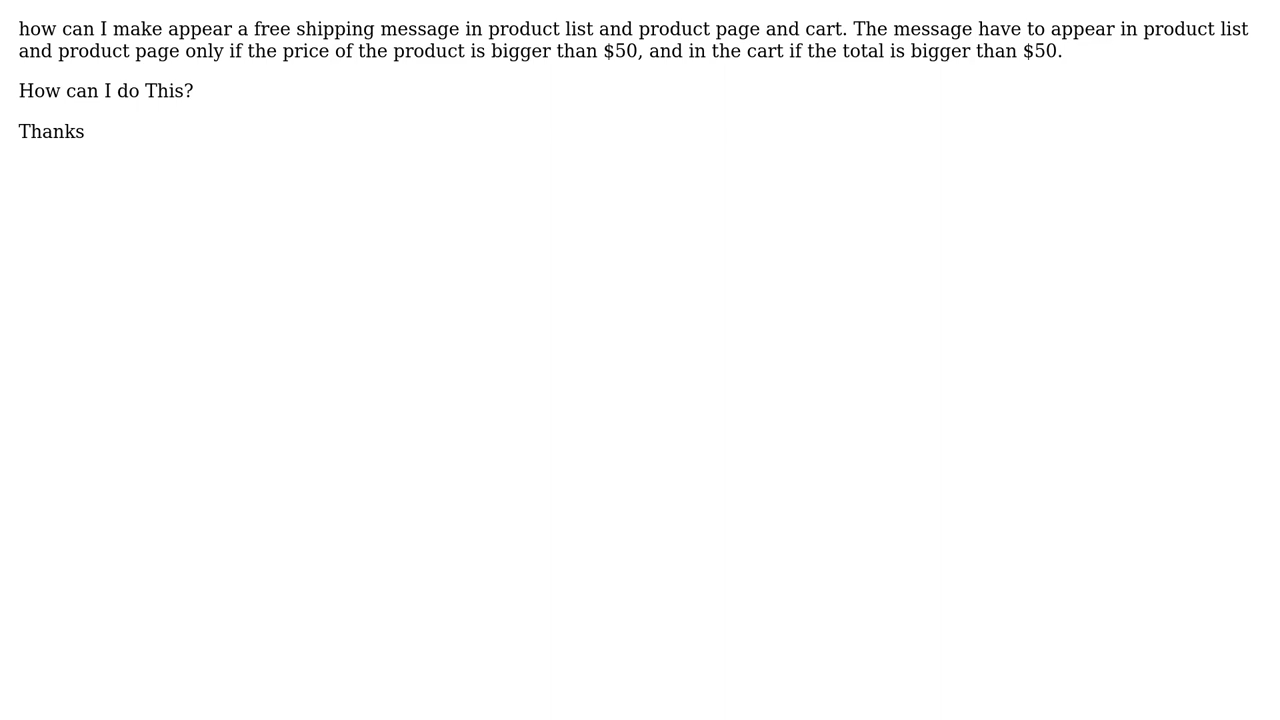 how can I make appear a free shipping message in product list and product page and cart. The message have to appear in product list
and product page only if the price of the product is bigger than $50, and in the cart if the total is bigger than $50.
How can I do This?
Thanks